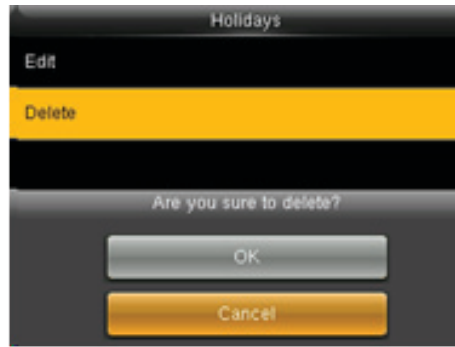 Holidays
Edit
Delete
Are you sure to delete?
OK
Cancel